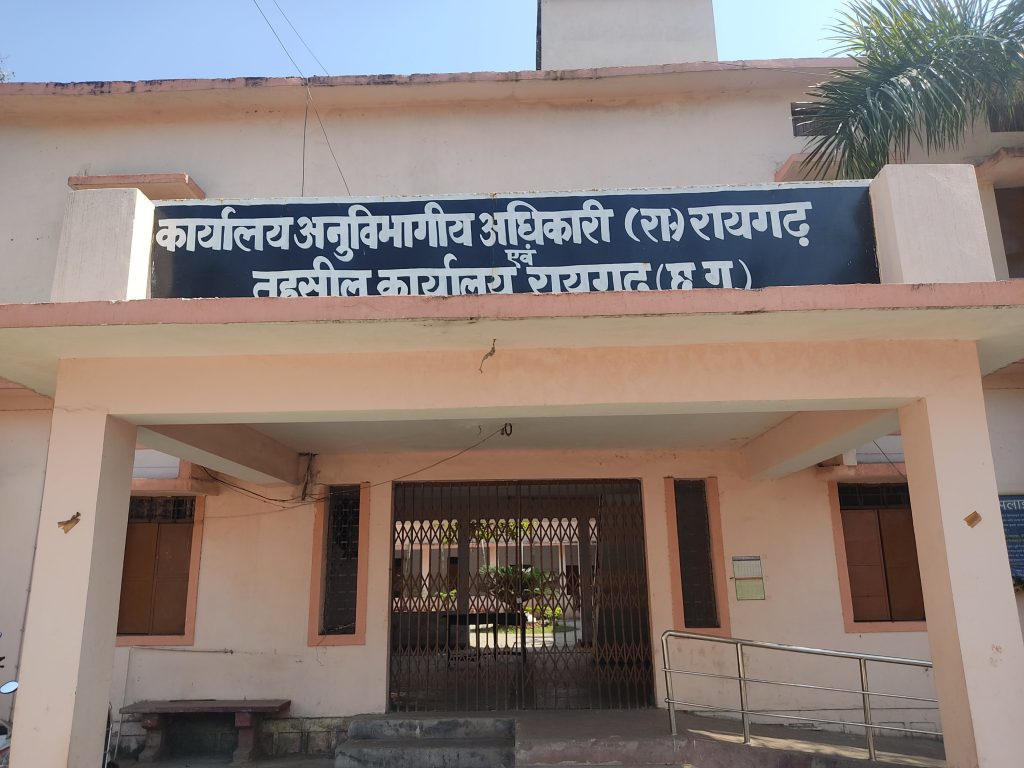 कार्यालय अनुविभागीय अधिकारी (रा) रायगढ़
एवं
तहसील कार्यालय रायगढ़ (छ ग)